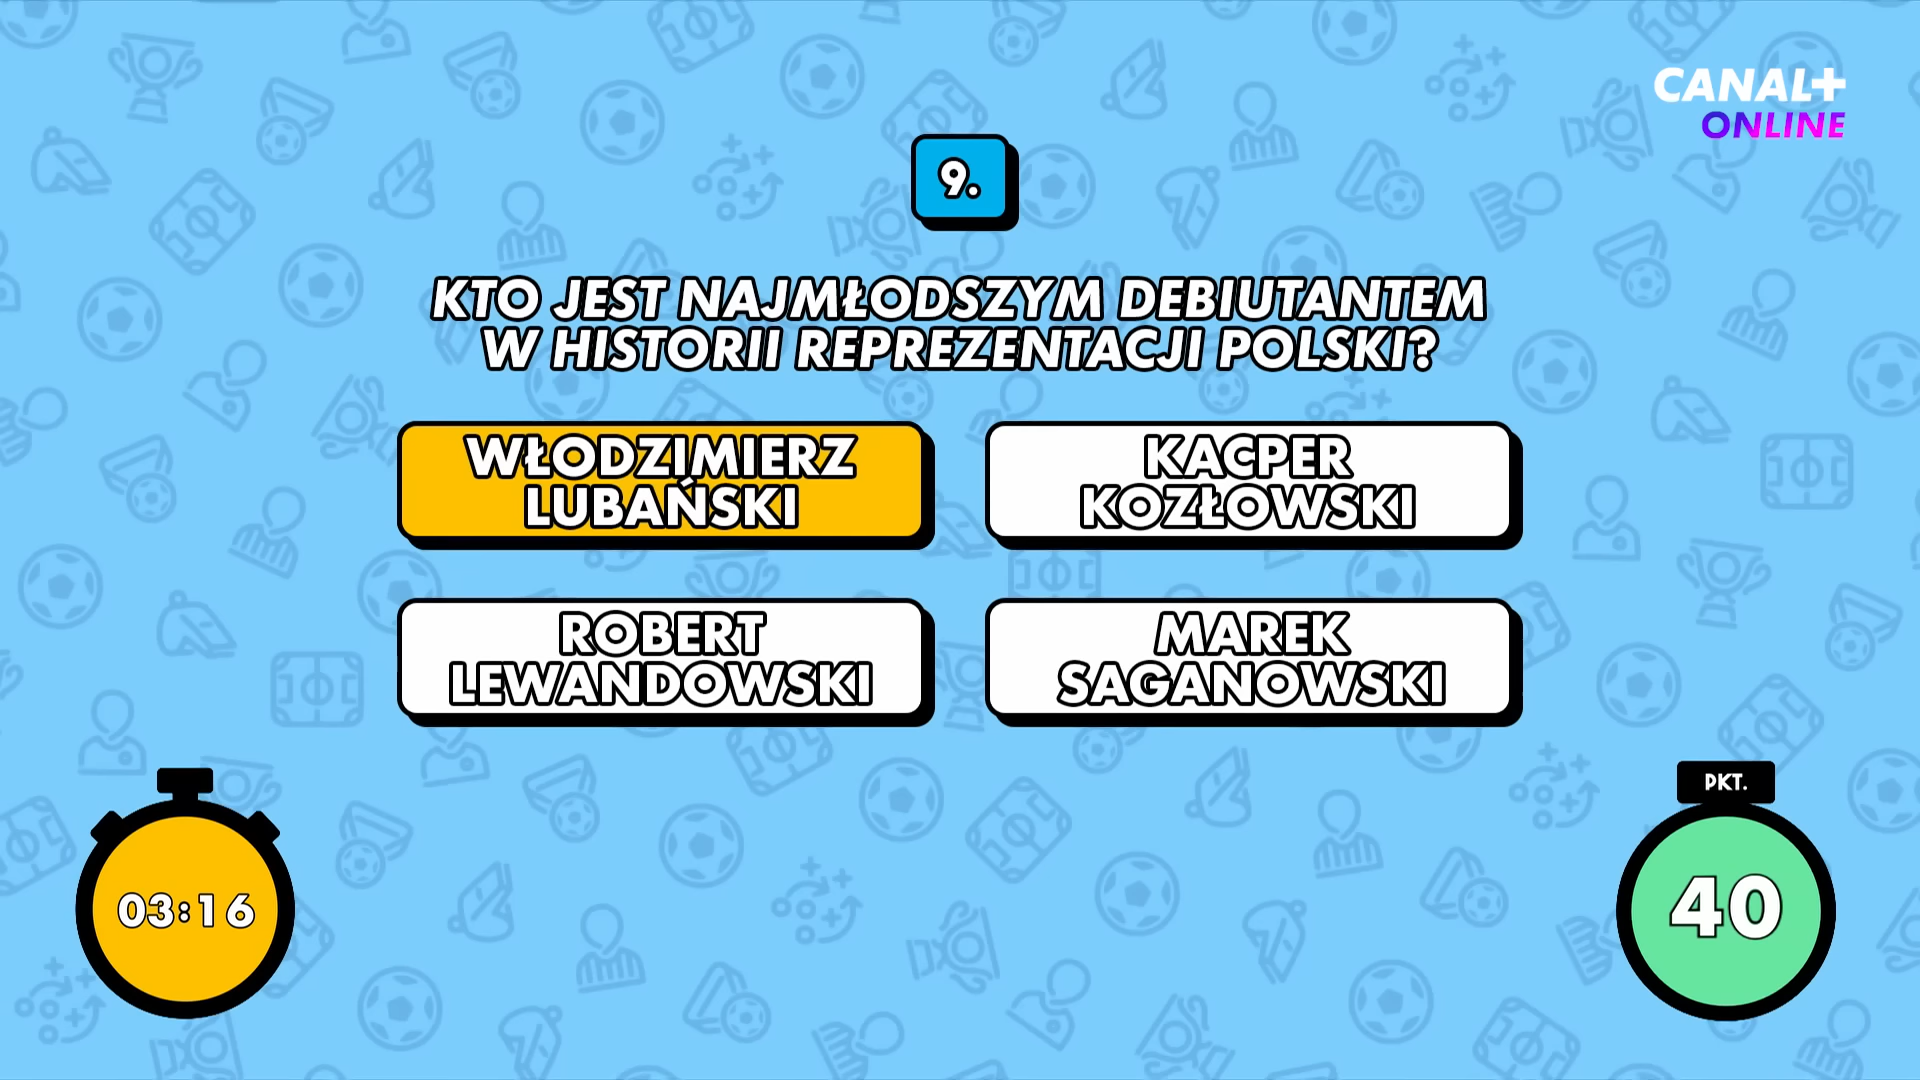 CANAL+
ONLINE
9.
KTO JEST NAJMŁODSZYM DEBIUTANTEM
W HISTORII REPREZENTACJI POLSKI?
WŁODZIMIERZ
LUBAŃSKI
KACPER
KOZŁOWSKI
ROBERT
LEWANDOWSKI
MAREK
SAGANOWSKI
03:16
PKT.
40